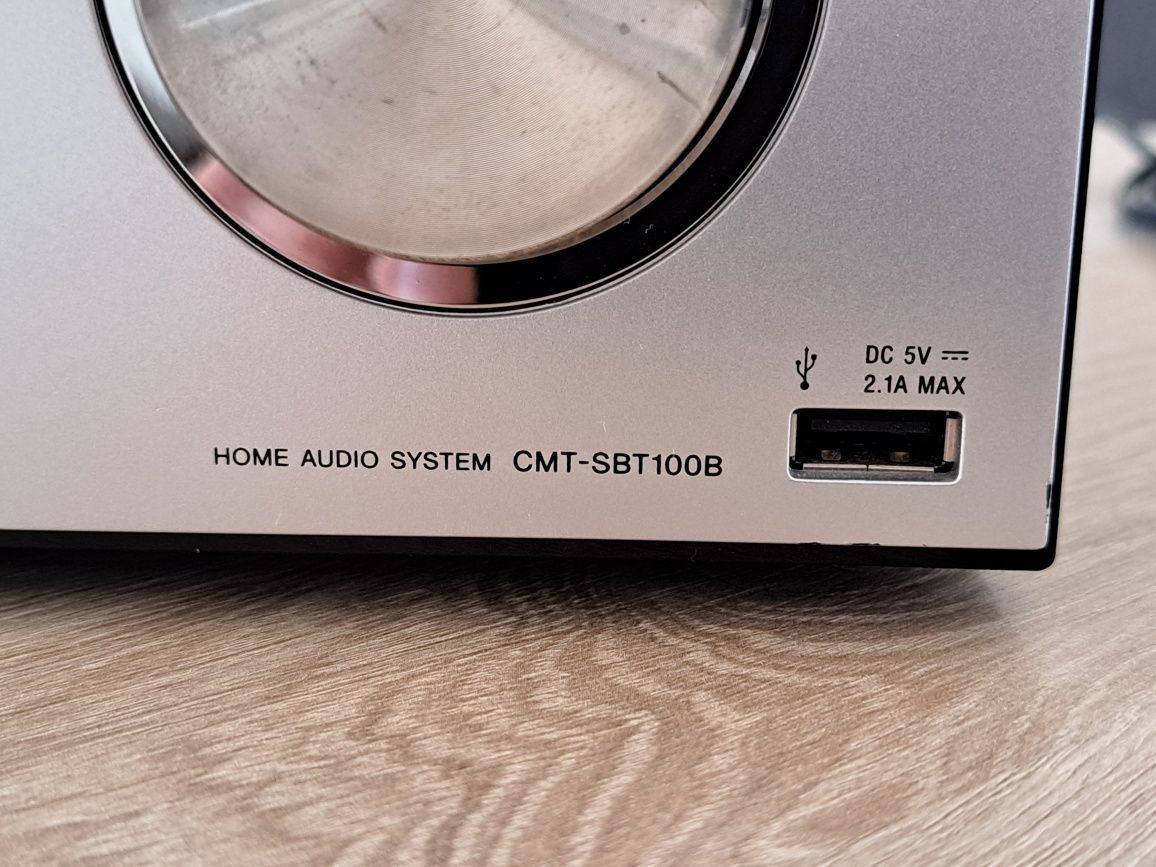 DC 5V ⎓
2.1A MAX
HOME AUDIO SYSTEM CMT-SBT100B